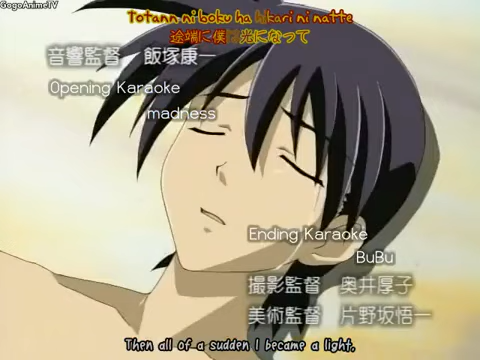 GogoAnimeTV
Totann ni boku ha hikari ni natte
途端に僕は光になって
音響監督 飯塚康一
Opening Karaoke
madness
Ending Karaoke
BuBu
撮影監督 奥井厚子
美術監督 片野坂悟一
Then all of a sudden I became a light,